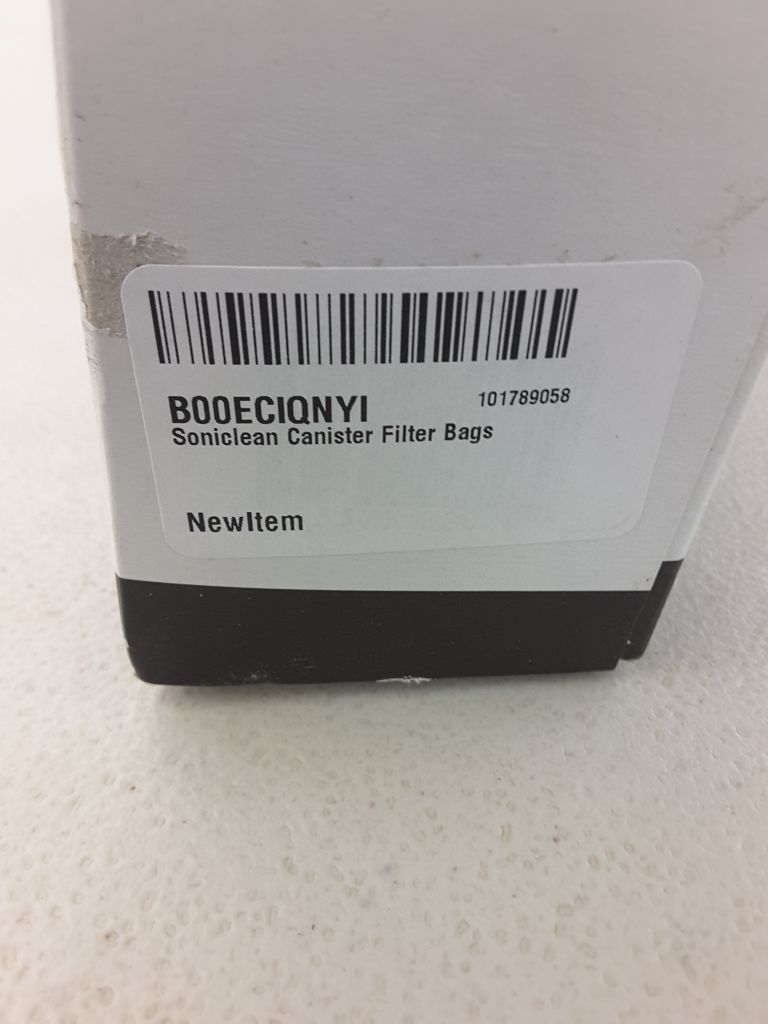 B00ECIQNYI
101789058
Soniclean Canister Filter Bags
NewItem